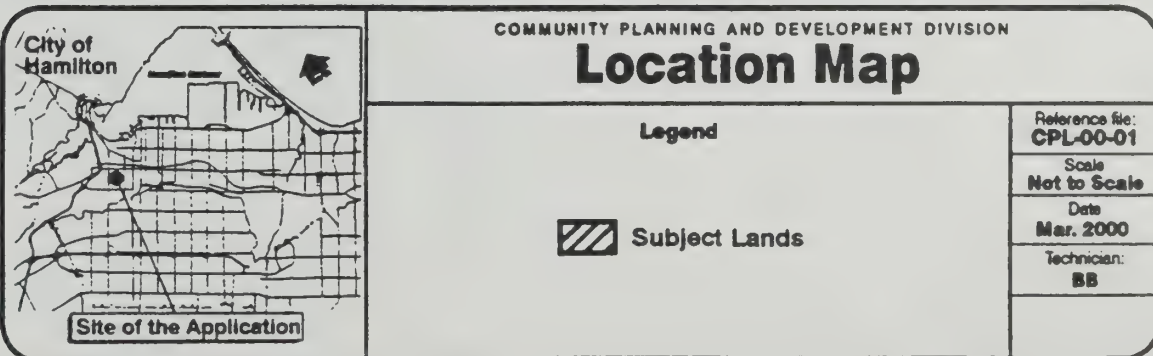 City of
Hamilton
Site of the Application
COMMUNITY PLANNING AND DEVELOPMENT DIVISION
Location Map
Legend
Subject Lands
Reference file:
CPL-00-01
Scale
Not to Scale
Date
Mar. 2000
Technician:
BB